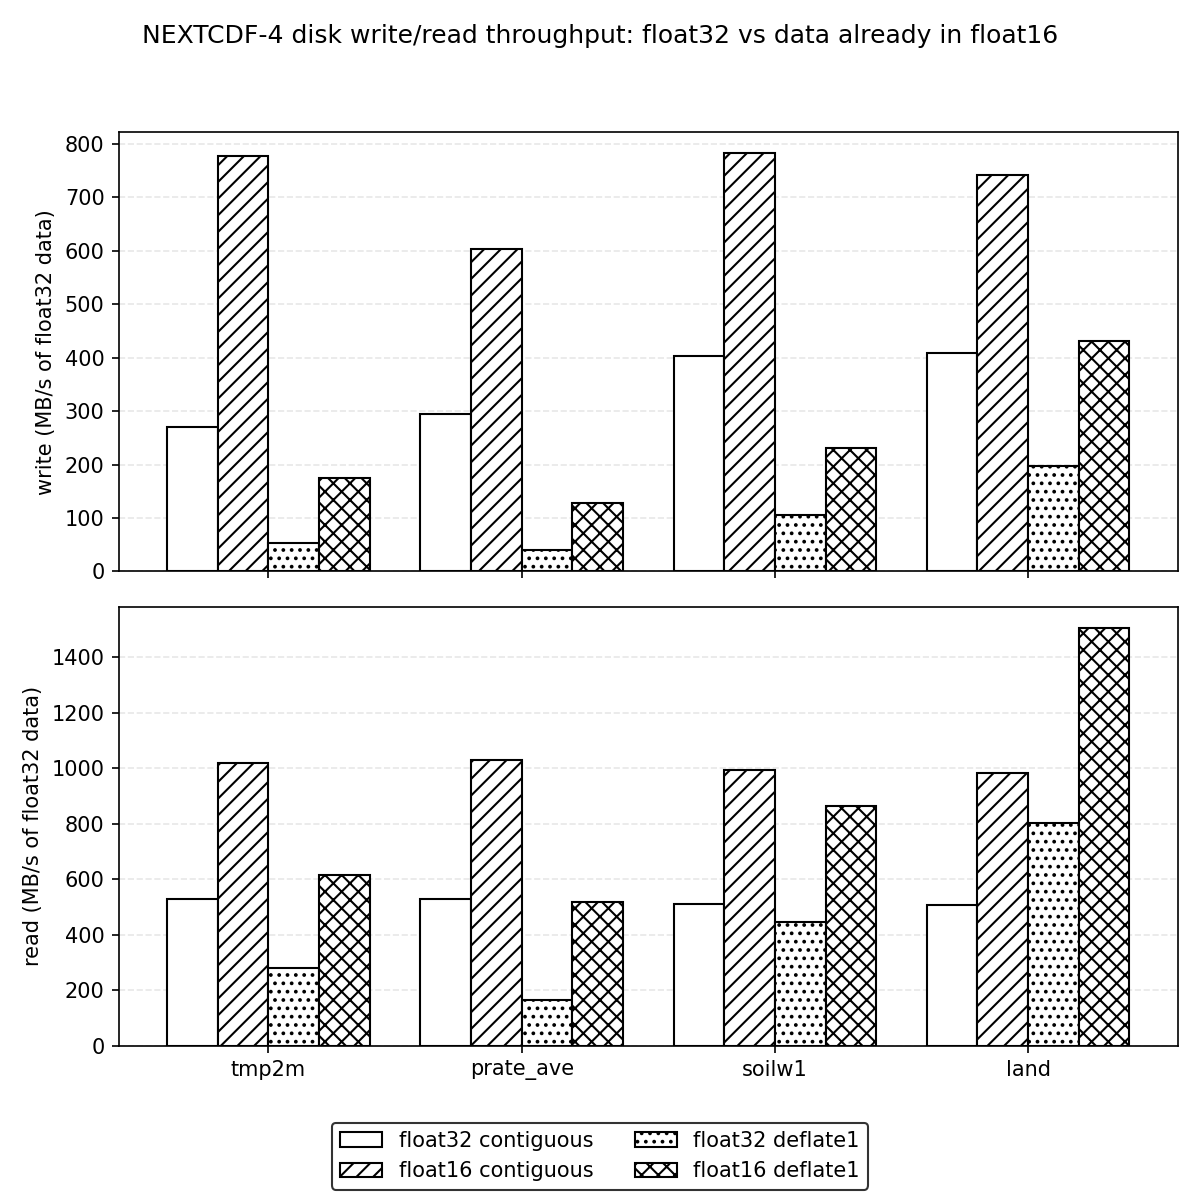 NEXTCDF-4 disk write/read throughput: float32 vs data already in float16
write (MB/s of float32 data)
800
700
600
500
400
300
200
100
0
read (MB/s of float32 data)
1400
1200
1000
800
600
400
200
0
tmp2m prate_ave soilw1 land
float32 contiguous float32 deflate1
float16 contiguous float16 deflate1